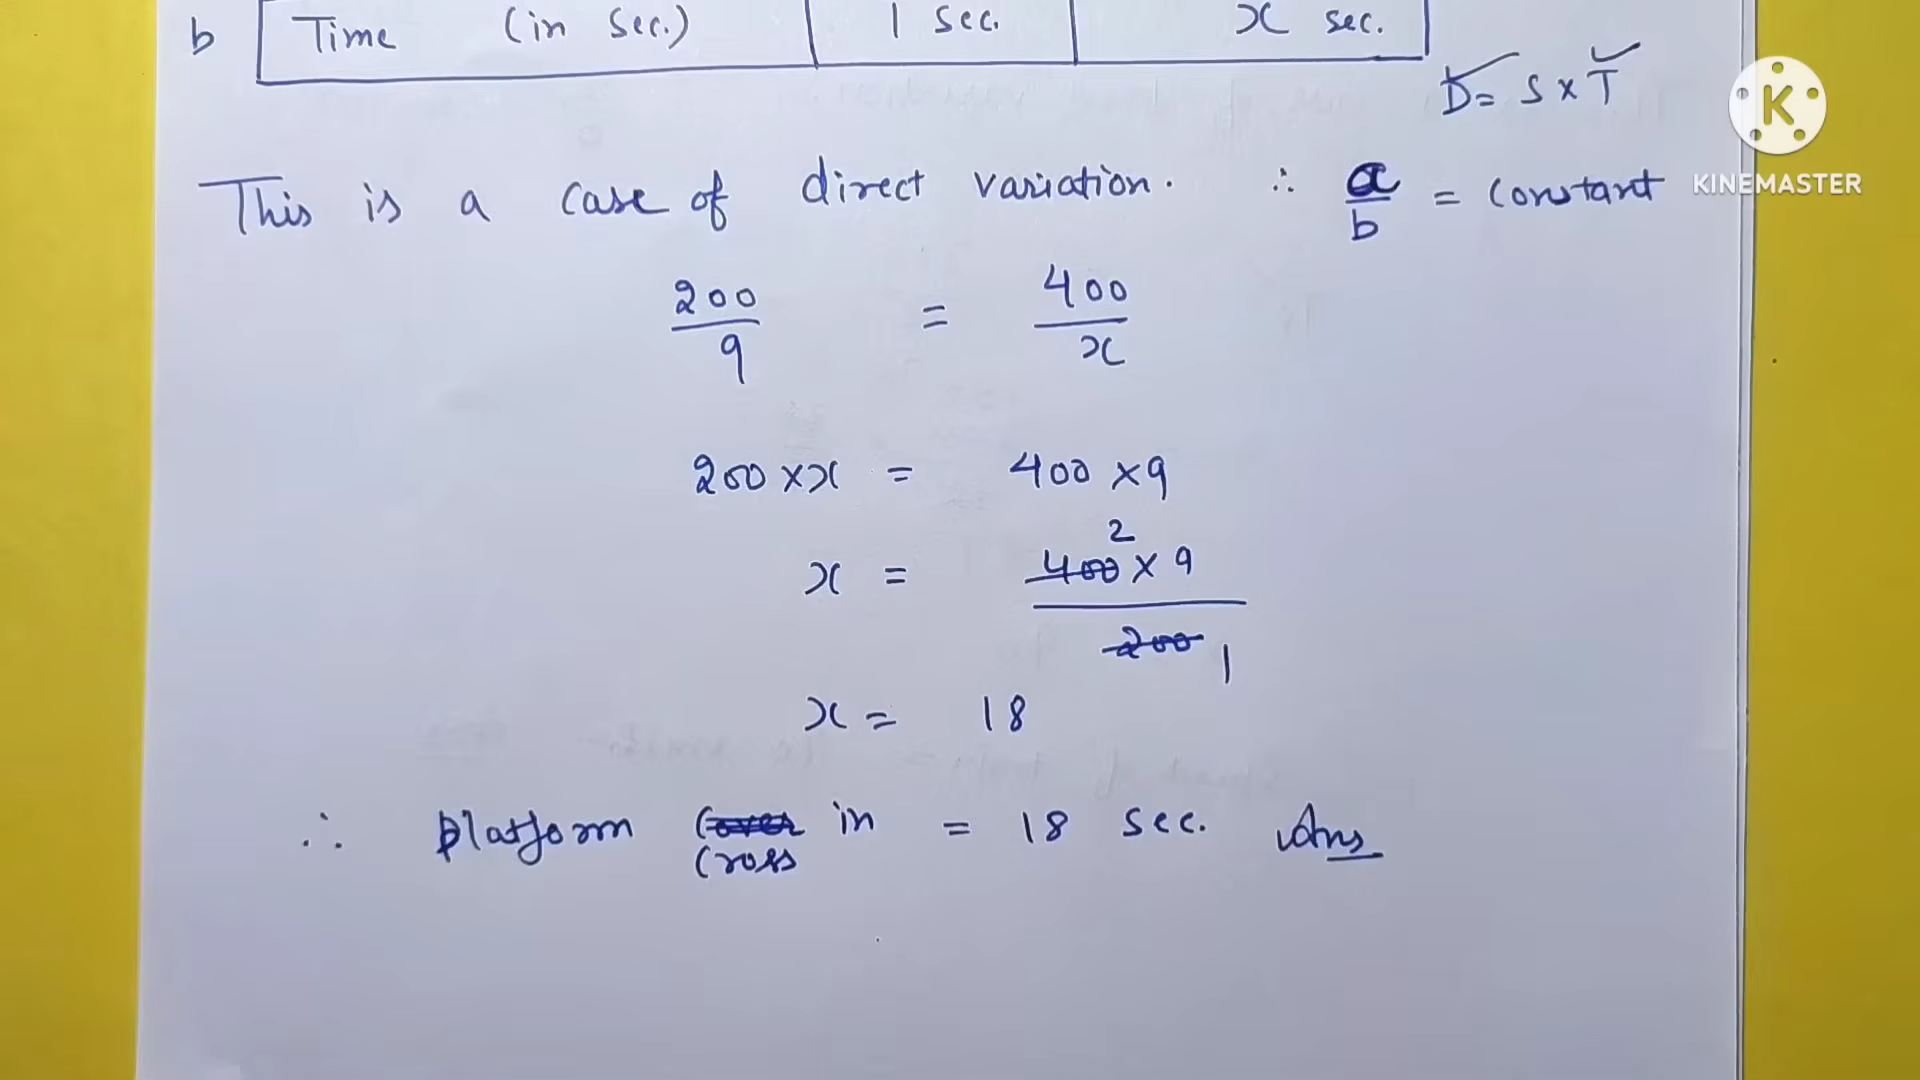 b Time (in sec.) 1 sec. x sec.
D = S x T
K
KINEMASTER
This is a case of direct variation. ∴ a/b = constant
200/9 = 400/x
200 x x = 400 x 9
2
x = 400 x 9 / 200 1
x = 18
∴ Platform in = 18 sec. Ans
Cross